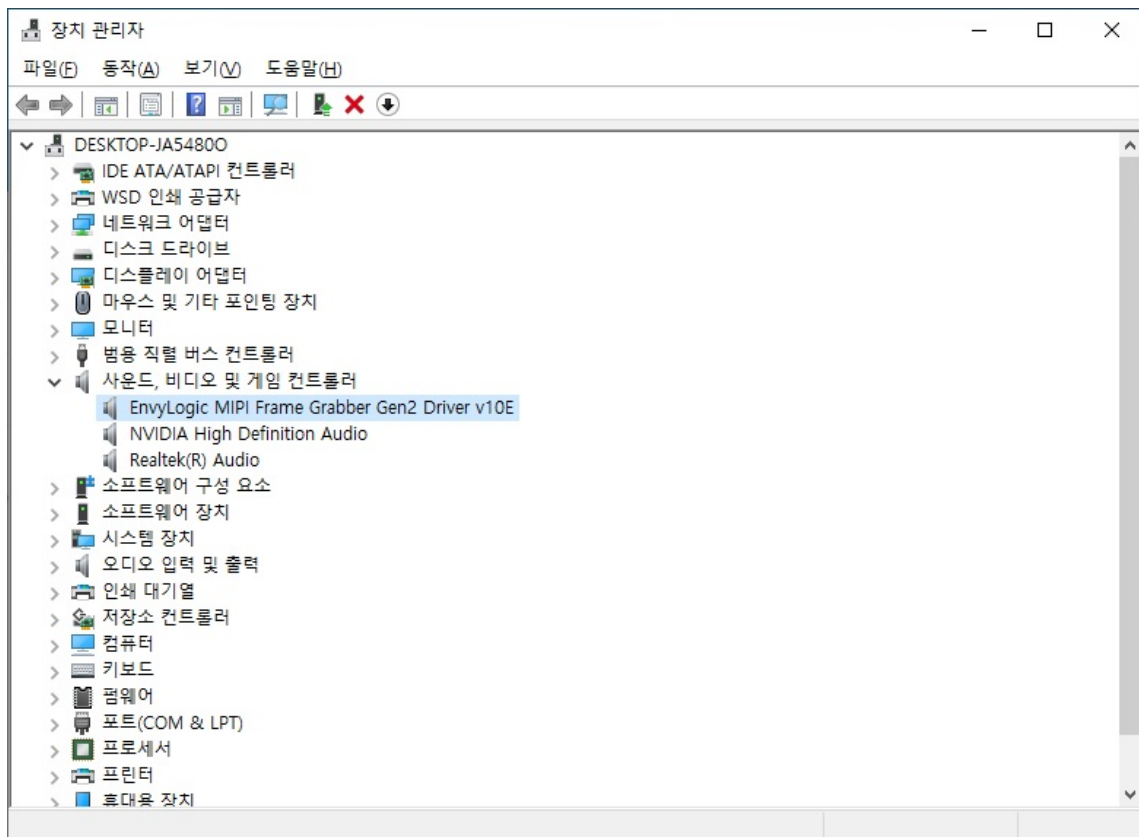 장치 관리자
파일(F) 동작(A) 보기(V) 도움말(H)
DESKTOP-JA5480O
IDE ATA/ATAPI 컨트롤러
WSD 인쇄 공급자
네트워크 어댑터
디스크 드라이브
디스플레이 어댑터
마우스 및 기타 포인팅 장치
모니터
범용 직렬 버스 컨트롤러
사운드, 비디오 및 게임 컨트롤러
EnvyLogic MIPI Frame Grabber Gen2 Driver v10E
NVIDIA High Definition Audio
Realtek(R) Audio
소프트웨어 구성 요소
소프트웨어 장치
시스템 장치
오디오 입력 및 출력
인쇄 대기열
저장소 컨트롤러
컴퓨터
키보드
펌웨어
포트(COM & LPT)
프로세서
프린터
휴대용 장치